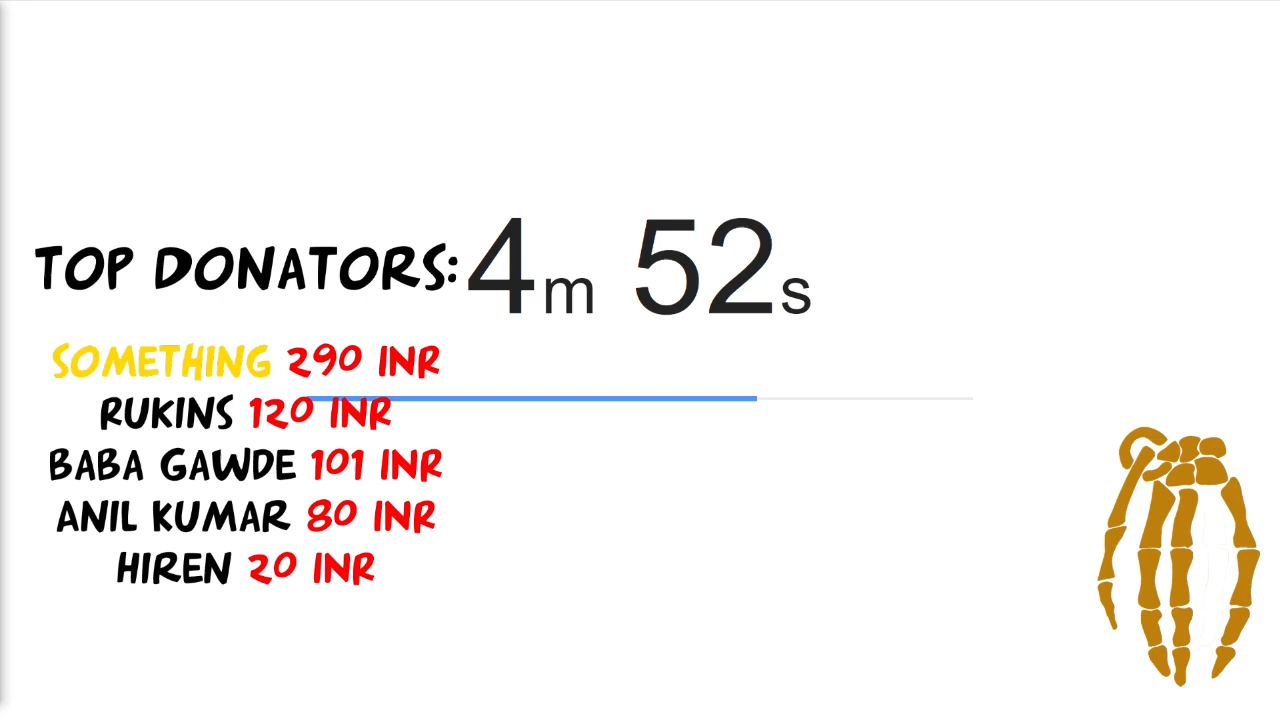 TOP DONATORS:
4m 52s
SOMETHING 290 INR
RUKINS 120 INR
BABA GAWDE 101 INR
ANIL KUMAR 80 INR
HIREN 20 INR